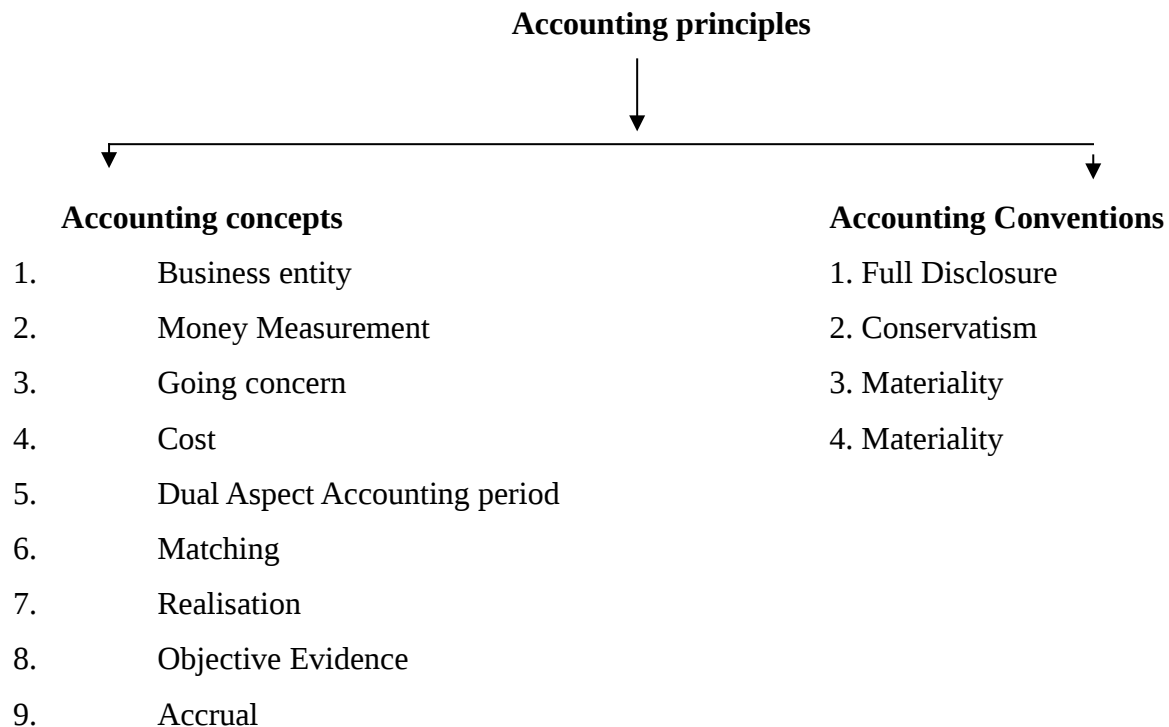 Accounting principles
Accounting concepts
1. Business entity
2. Money Measurement
3. Going concern
4. Cost
5. Dual Aspect Accounting period
6. Matching
7. Realisation
8. Objective Evidence
9. Accrual
Accounting Conventions
1. Full Disclosure
2. Conservatism
3. Materiality
4. Materiality